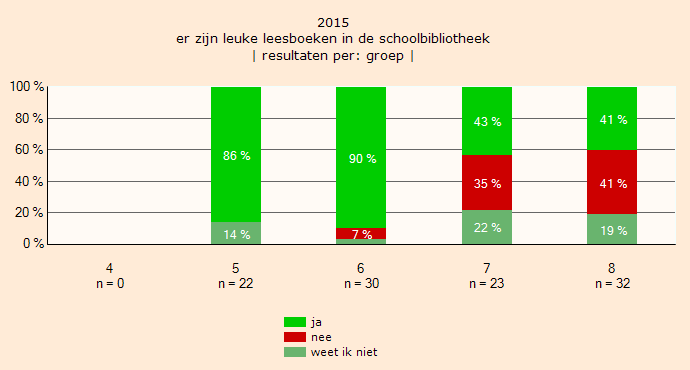 2015
er zijn leuke leesboeken in de schoolbibliotheek
| resultaten per: groep |
100 %
80 %
60 %
40 %
20 %
0 %
86 %
14 %
90 %
7 %
43 %
35 %
22 %
41 %
41 %
19 %
4
n = 0
5
n = 22
6
n = 30
7
n = 23
8
n = 32
ja
nee
weet ik niet